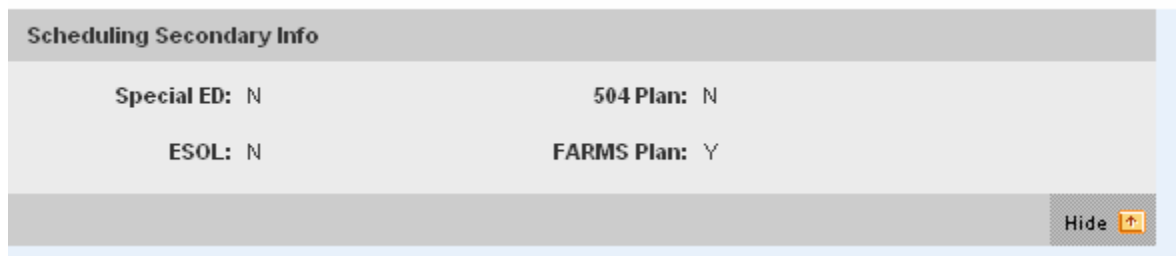 Scheduling Secondary Info
Special ED: N 504 Plan: N
ESOL: N FARMS Plan: Y
Hide